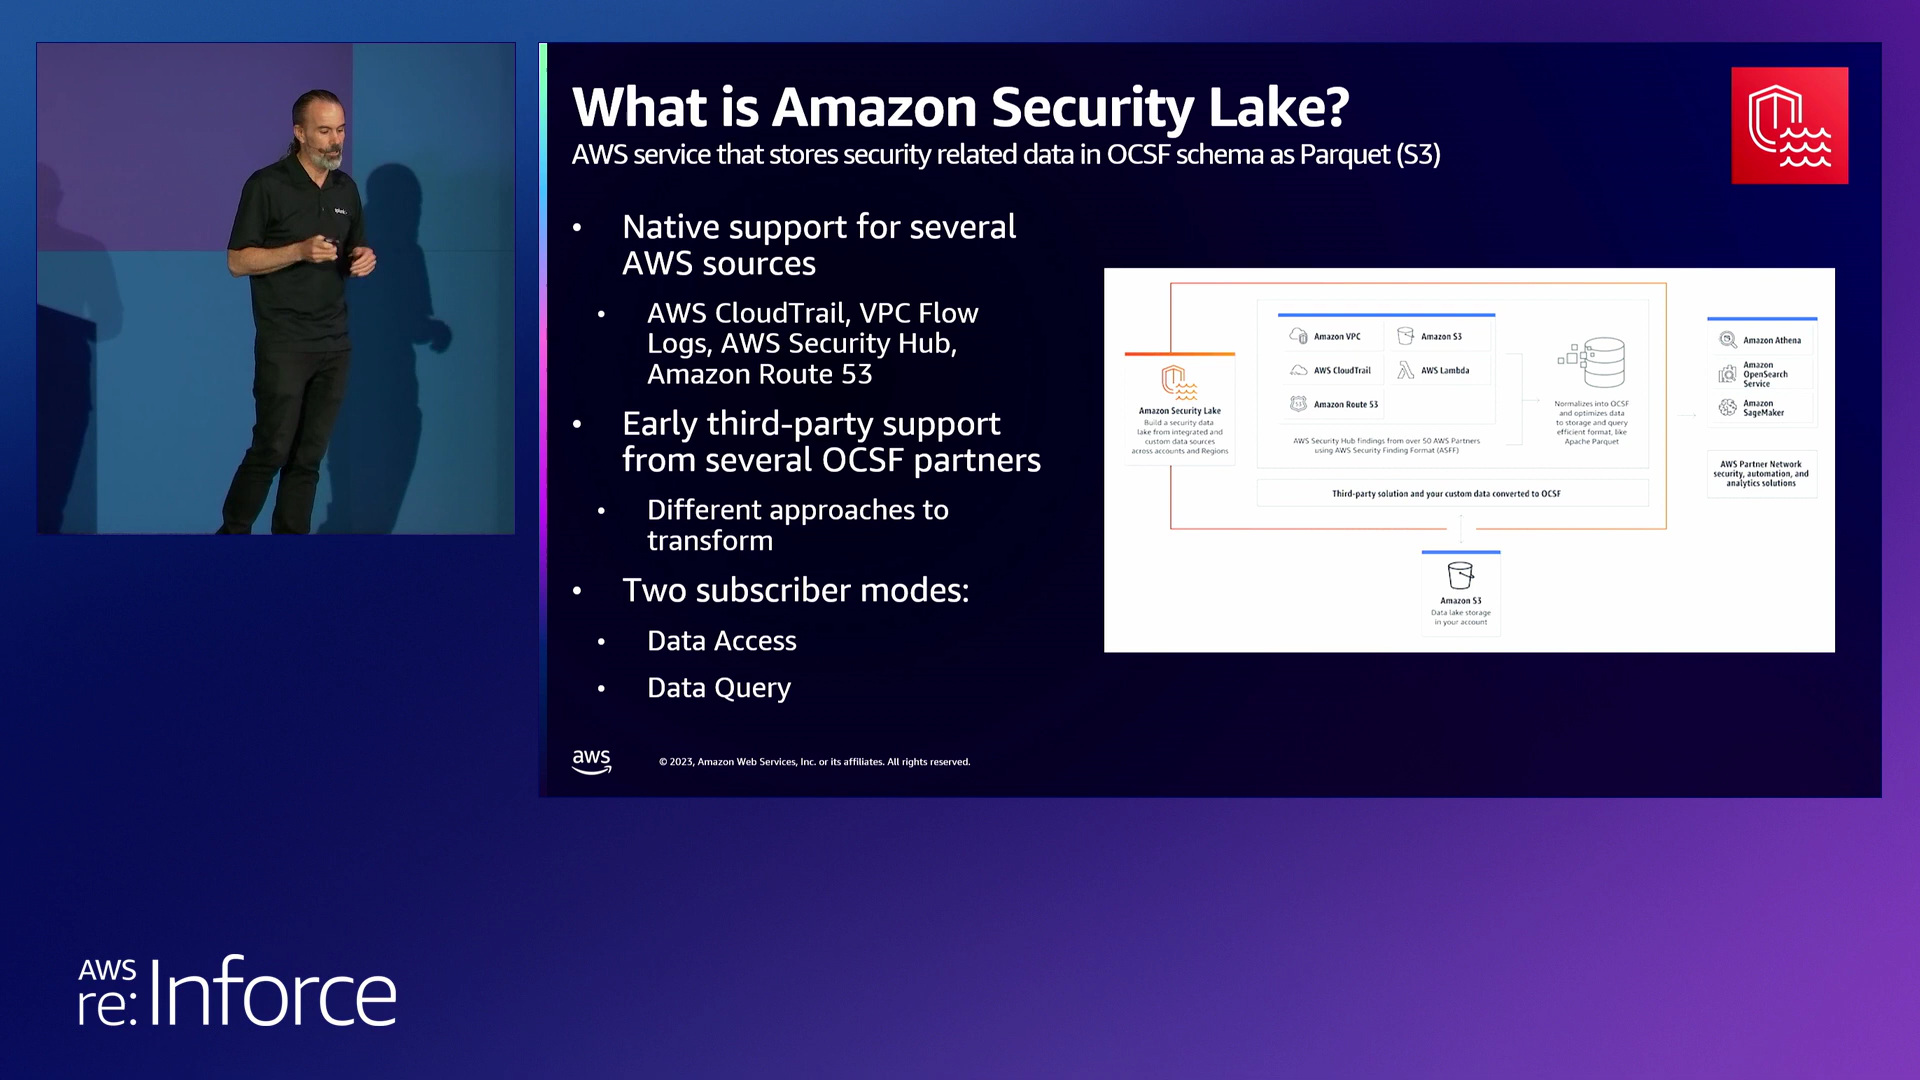 What is Amazon Security Lake?
AWS service that stores security related data in OCSF schema as Parquet (S3)
• Native support for several
AWS sources
• AWS CloudTrail, VPC Flow
Logs, AWS Security Hub,
Amazon Route 53
• Early third-party support
from several OCSF partners
• Different approaches to
transform
• Two subscriber modes:
• Data Access
• Data Query
Amazon Security Lake
Build a security data
lake from integrated and
custom data sources
across accounts and Regions
Amazon VPC
Amazon S3
AWS CloudTrail
AWS Lambda
Amazon Route 53
AWS Security Hub findings from over 50 AWS Partners
using AWS Security Finding Format (ASFF)
Normalizes into OCSF
and optimizes data
to storage and query
efficient format, like
Apache Parquet
Third-party solution and your custom data converted to OCSF
Amazon S3
Data lake storage
in your account
Amazon Athena
Amazon
OpenSearch
Service
Amazon
SageMaker
AWS Partner Network
security, automation, and
analytics solutions
aws
© 2023, Amazon Web Services, Inc. or its affiliates. All rights reserved.
AWS
re:Inforce